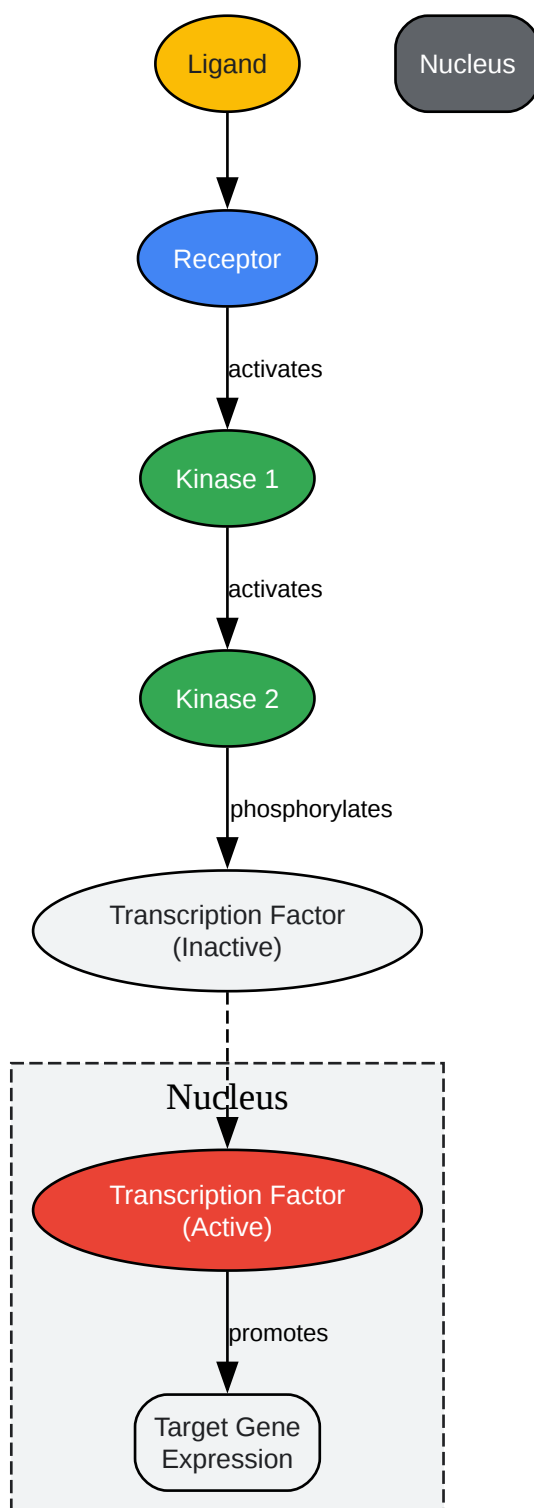 Ligand
Nucleus
Receptor
activates
Kinase 1
activates
Kinase 2
phosphorylates
Transcription Factor
(Inactive)
Nucleus
Transcription Factor
(Active)
promotes
Target Gene
Expression